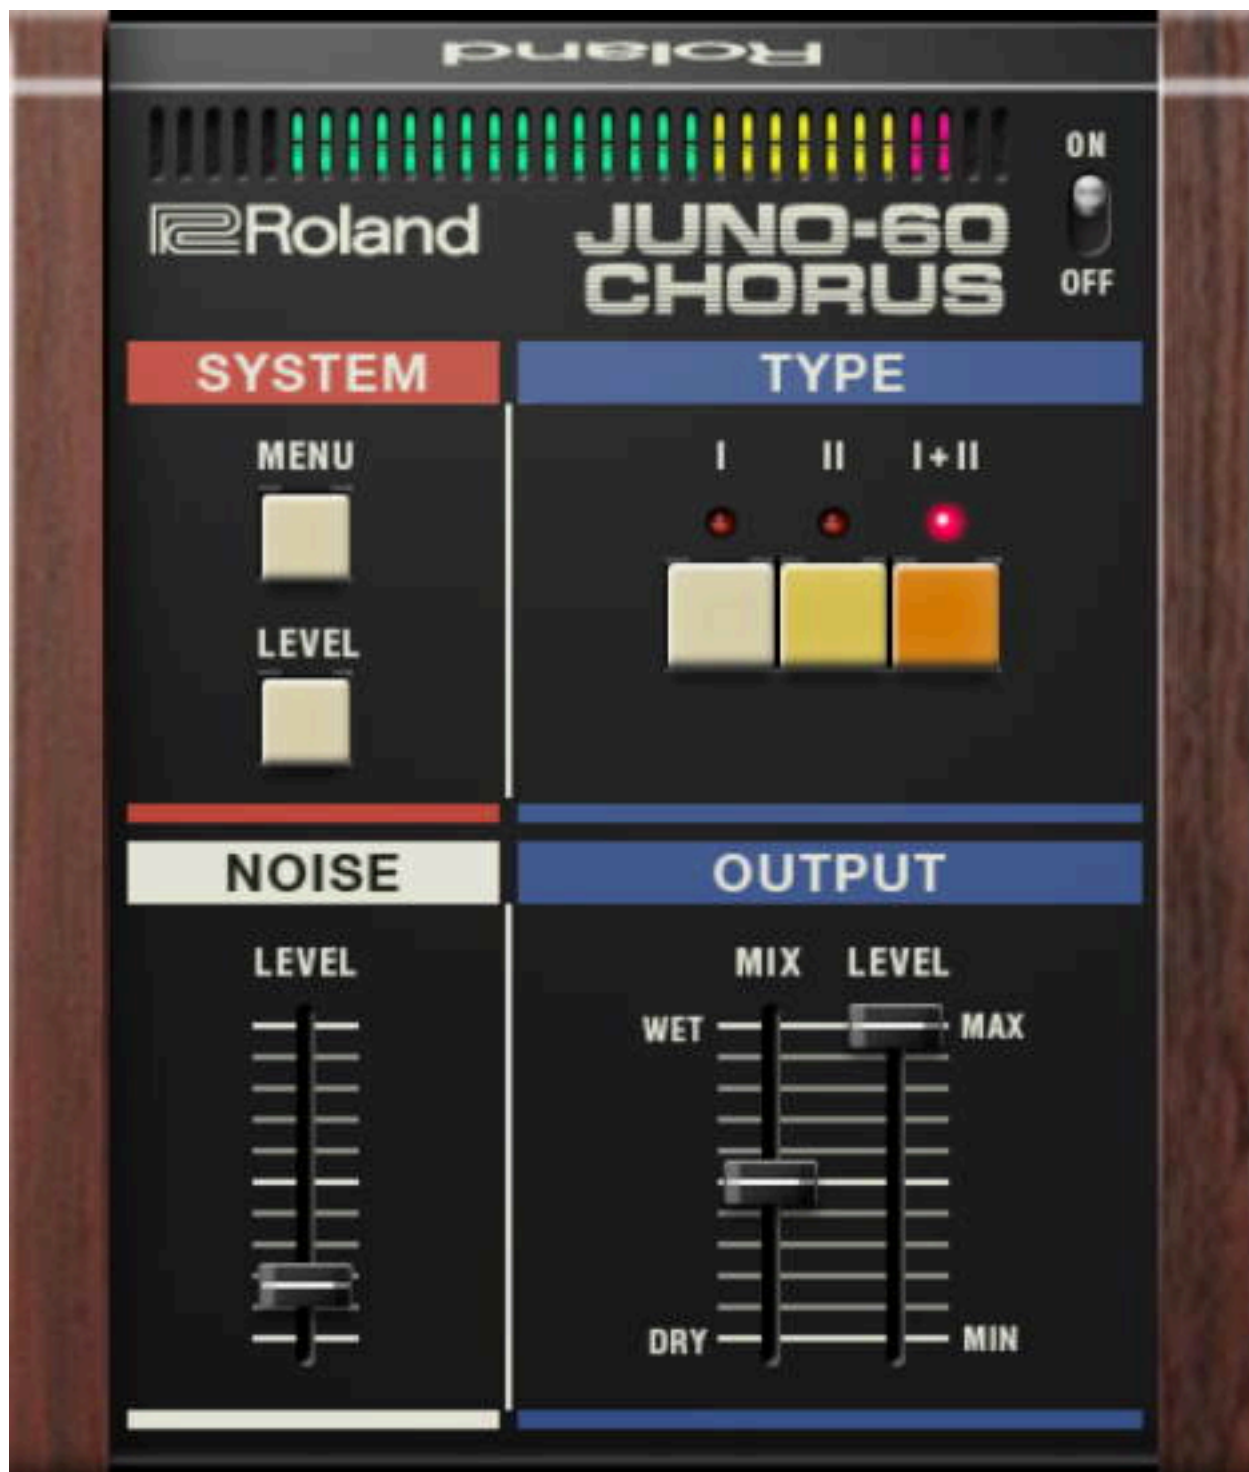 Roland
Roland
JUNO-60
CHORUS
ON
OFF
SYSTEM
MENU
LEVEL
TYPE
I
II
I + II
NOISE
LEVEL
OUTPUT
MIX
LEVEL
WET
MAX
DRY
MIN